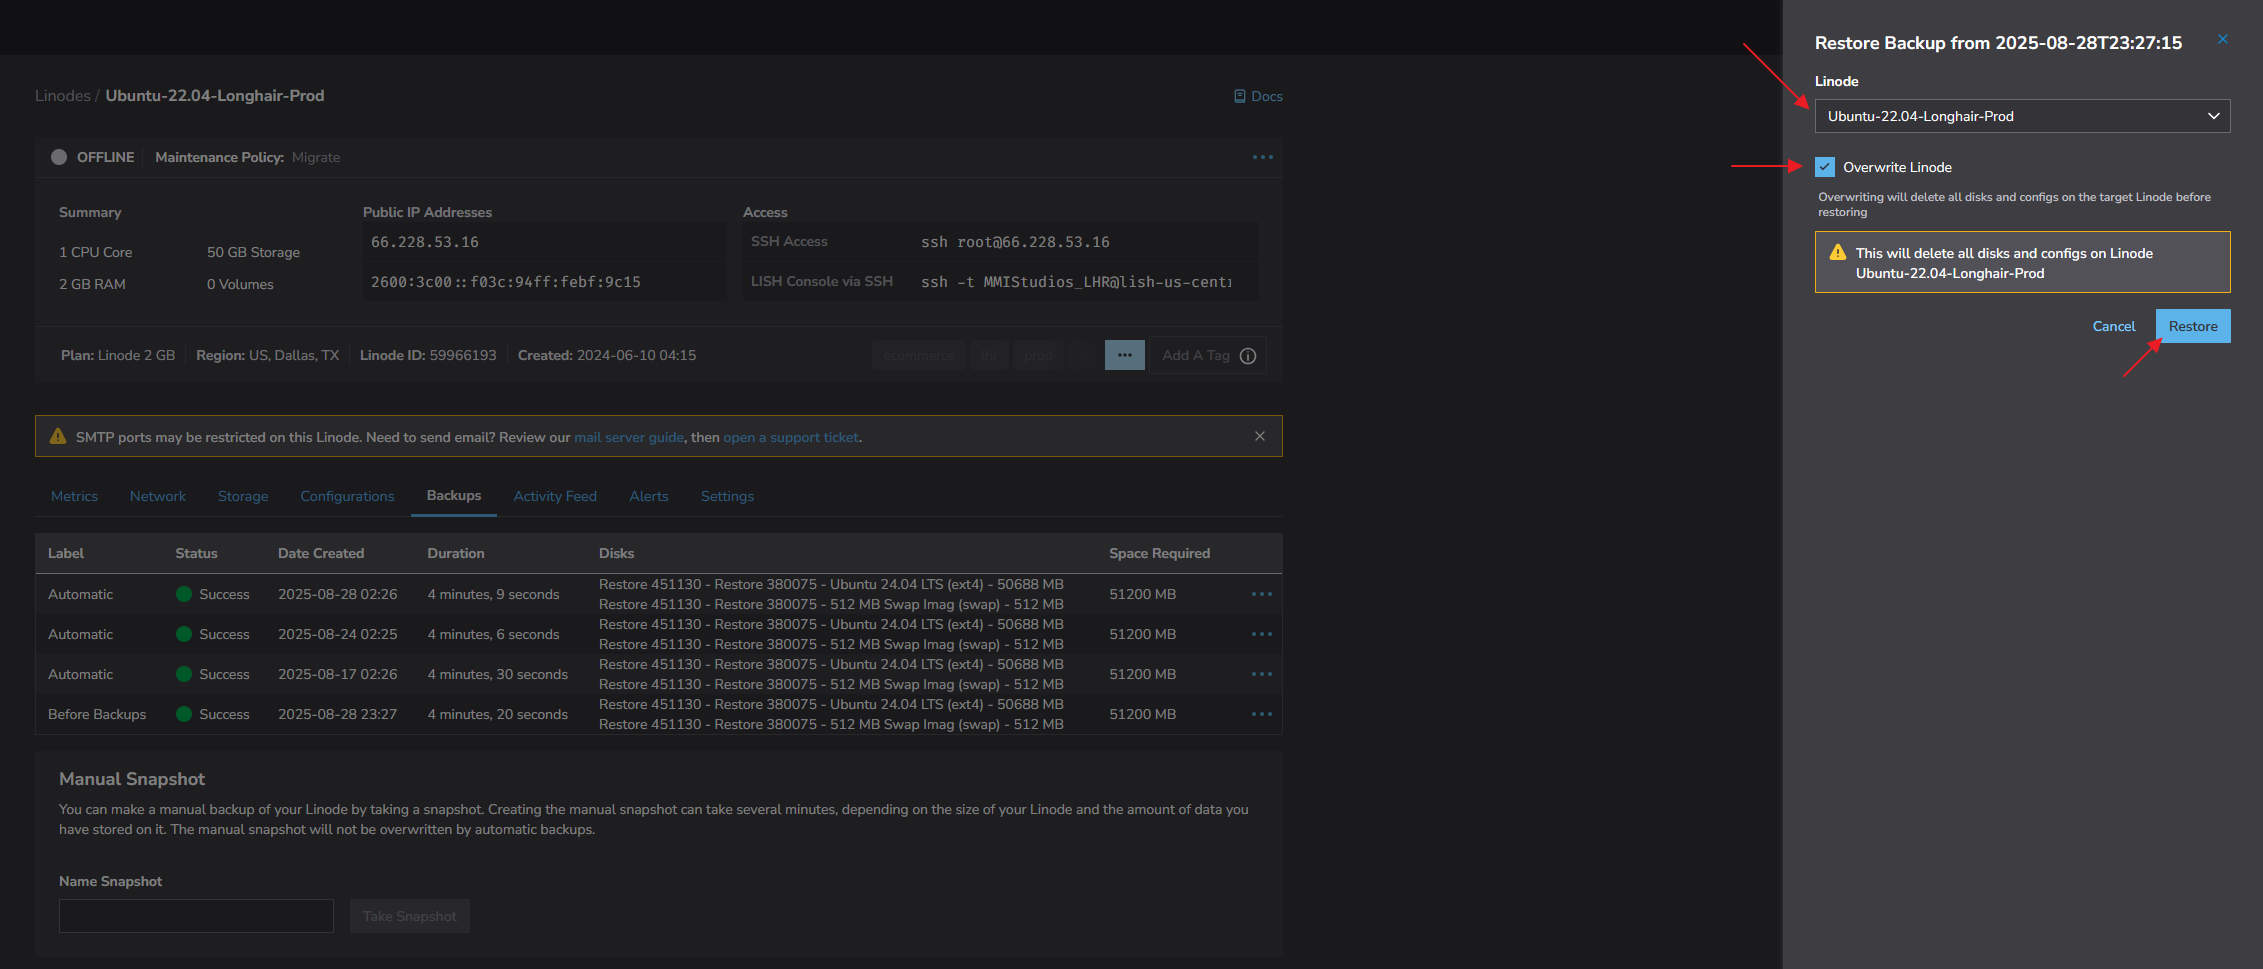 Linodes / Ubuntu-22.04-Longhair-Prod
Docs
OFFLINE
Maintenance Policy: Migrate
Summary
1 CPU Core
50 GB Storage
2 GB RAM
0 Volumes
Public IP Addresses
66.228.53.16
2600:3c00::f03c:94ff:febf:9c15
Access
SSH Access
ssh root@66.228.53.16
LISH Console via SSH
ssh -t MMIStudios_LHR@lish-us-centr
Plan: Linode 2 GB
Region: US, Dallas, TX
Linode ID: 59966193
Created: 2024-06-10 04:15
ecommerce
lhr
prod
Add A Tag
SMTP ports may be restricted on this Linode. Need to send email? Review our mail server guide, then open a support ticket.
Metrics
Network
Storage
Configurations
Backups
Activity Feed
Alerts
Settings
Label Status Date Created Duration Disks Space Required
Automatic Success 2025-08-28 02:26 4 minutes, 9 seconds Restore 451130 - Restore 380075 - Ubuntu 24.04 LTS (ext4) - 50688 MB
Restore 451130 - Restore 380075 - 512 MB Swap Imag (swap) - 512 MB 51200 MB
Automatic Success 2025-08-24 02:25 4 minutes, 6 seconds Restore 451130 - Restore 380075 - Ubuntu 24.04 LTS (ext4) - 50688 MB
Restore 451130 - Restore 380075 - 512 MB Swap Imag (swap) - 512 MB 51200 MB
Automatic Success 2025-08-17 02:26 4 minutes, 30 seconds Restore 451130 - Restore 380075 - Ubuntu 24.04 LTS (ext4) - 50688 MB
Restore 451130 - Restore 380075 - 512 MB Swap Imag (swap) - 512 MB 51200 MB
Before Backups Success 2025-08-28 23:27 4 minutes, 20 seconds Restore 451130 - Restore 380075 - Ubuntu 24.04 LTS (ext4) - 50688 MB
Restore 451130 - Restore 380075 - 512 MB Swap Imag (swap) - 512 MB 51200 MB
Manual Snapshot
You can make a manual backup of your Linode by taking a snapshot. Creating the manual snapshot can take several minutes, depending on the size of your Linode and the amount of data you
have stored on it. The manual snapshot will not be overwritten by automatic backups.
Name Snapshot
Take Snapshot
Restore Backup from 2025-08-28T23:27:15
Linode
Ubuntu-22.04-Longhair-Prod
Overwrite Linode
Overwriting will delete all disks and configs on the target Linode before
restoring
This will delete all disks and configs on Linode
Ubuntu-22.04-Longhair-Prod
Cancel
Restore